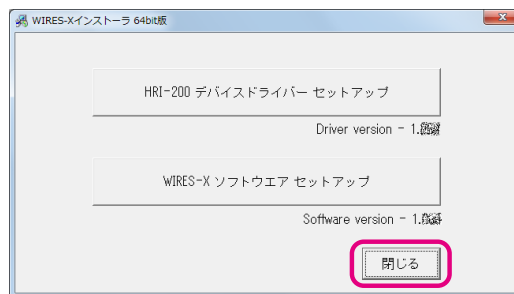 WIRES-Xインストーラ 64bit版
HRI-200 デバイスドライバー セットアップ
Driver version - 1.
WIRES-X ソフトウエア セットアップ
Software version - 1.
閉じる